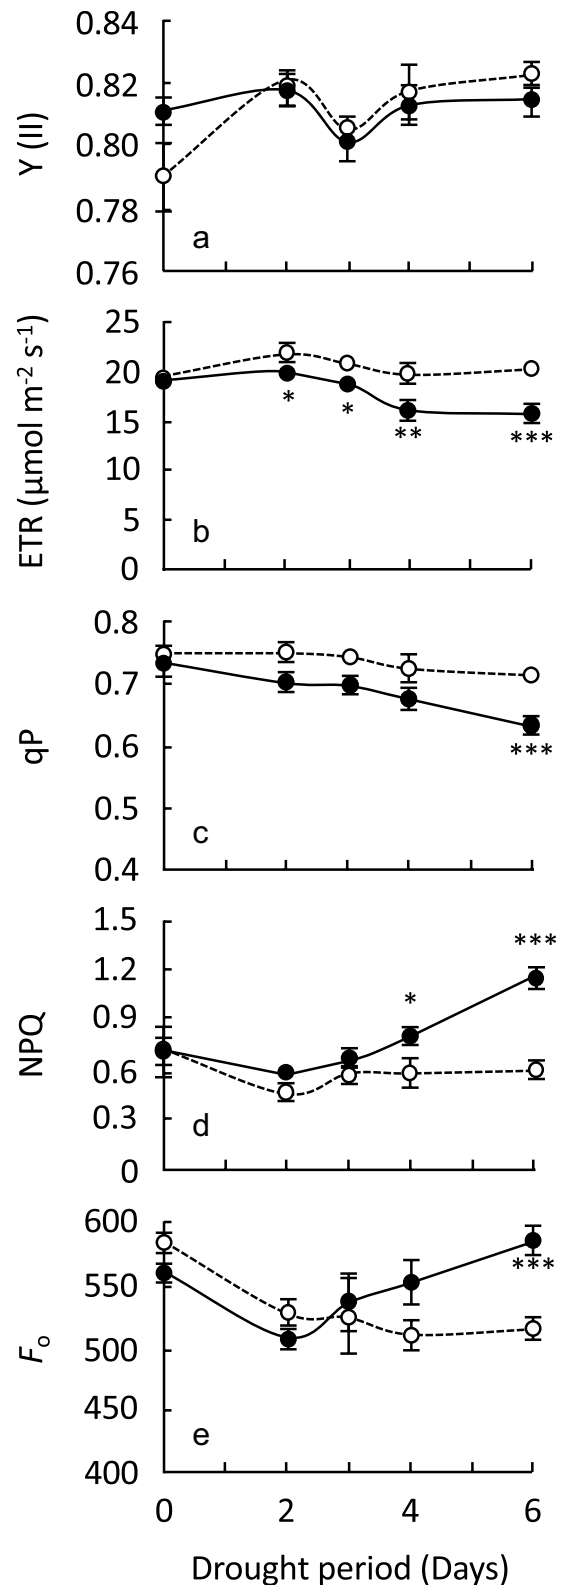 0.84
0.82
0.80
0.78
0.76
Y (II)
a
25
20
15
10
5
0
ETR (μmol m-2 s-1)
* * ** ***
b
0.8
0.7
0.6
0.5
0.4
qP
***
c
1.5
1.2
0.9
0.6
0.3
0
NPQ
* ***
d
600
550
500
450
400
Fo
***
e
0 2 4 6
Drought period (Days)